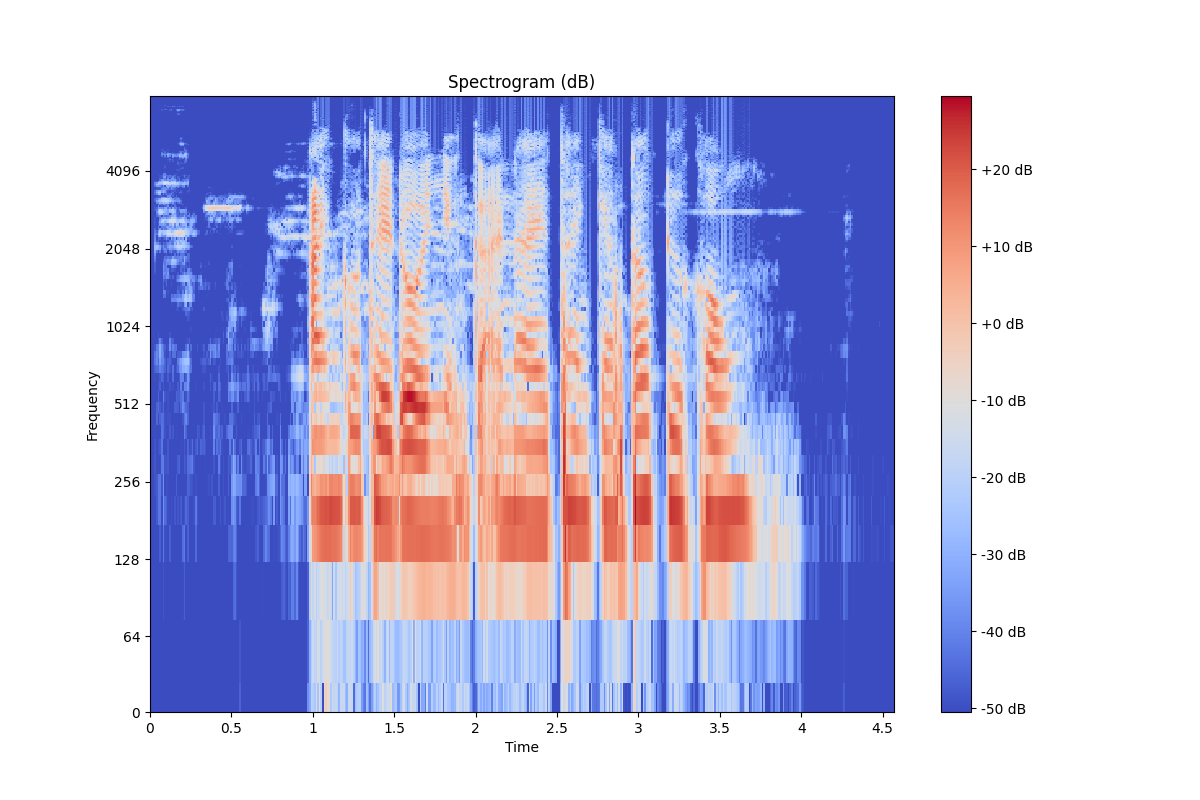 Spectrogram (dB)
Frequency
4096
2048
1024
512
256
128
64
0
0 0.5 1 1.5 2 2.5 3 3.5 4 4.5
Time
+20 dB
+10 dB
+0 dB
-10 dB
-20 dB
-30 dB
-40 dB
-50 dB